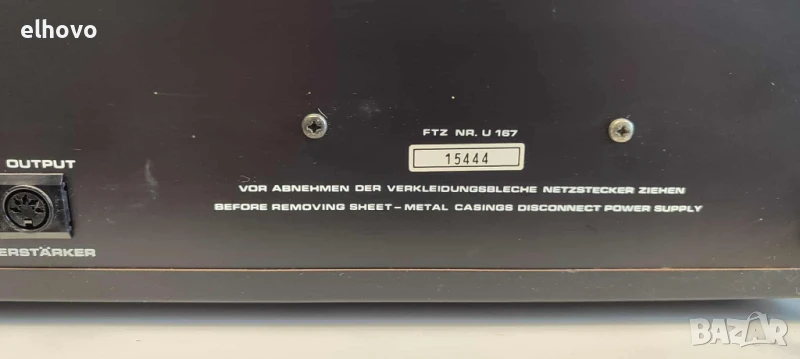 elhovo
FTZ NR. U 167
15444
OUTPUT
VOR ABNEHMEN DER VERKLEIDUNGSBLECHE NETZSTECKER ZIEHEN
BEFORE REMOVING SHEET-METAL CASINGS DISCONNECT POWER SUPPLY
ERSTÄRKER
BAZAR